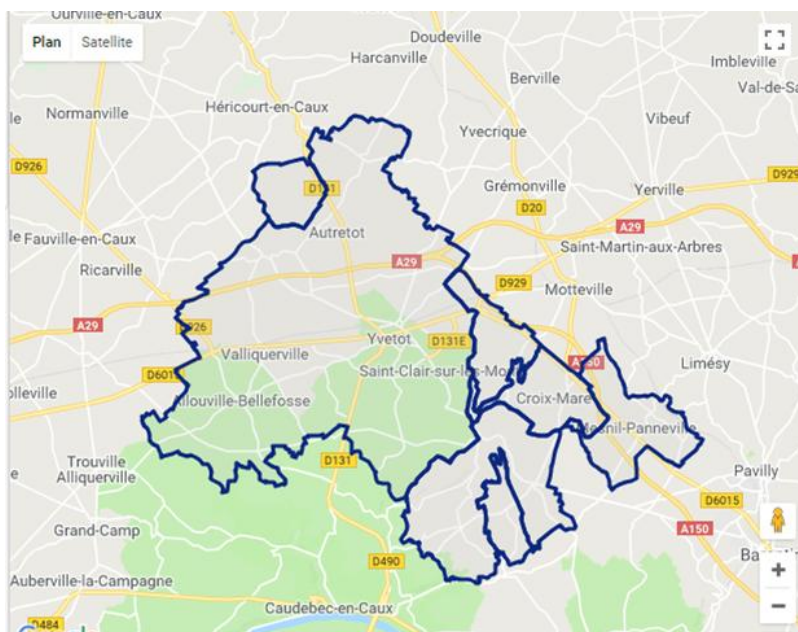 Ourville-en-Caux
Doudeville
Plan Satellite
Harcanville
Imbleville
Berville
Val-de-Sa
Héricourt-en-Caux
Normanville
Vibeuf
lle
Yvecrique
D926
D929
D131
Grémonville
Yerville
D20
A29
Autretot
le
Fauville-en-Caux
Saint-Martin-aux-Arbres
A29
Ricarville
D929
Motteville
A29
D926
Yvetot
D131E
A150
Valliquerville
Limésy
D6015
Saint-Clair-sur-les-Mon
olleville
Allouville-Bellefosse
Croix-Mare
Mesnil-Panneville
D131
Trouville
Alliquerville
Pavilly
e
D6015
Grand-Camp
A150
D490
Auberville-la-Campagne
Caudebec-en-Caux
D484